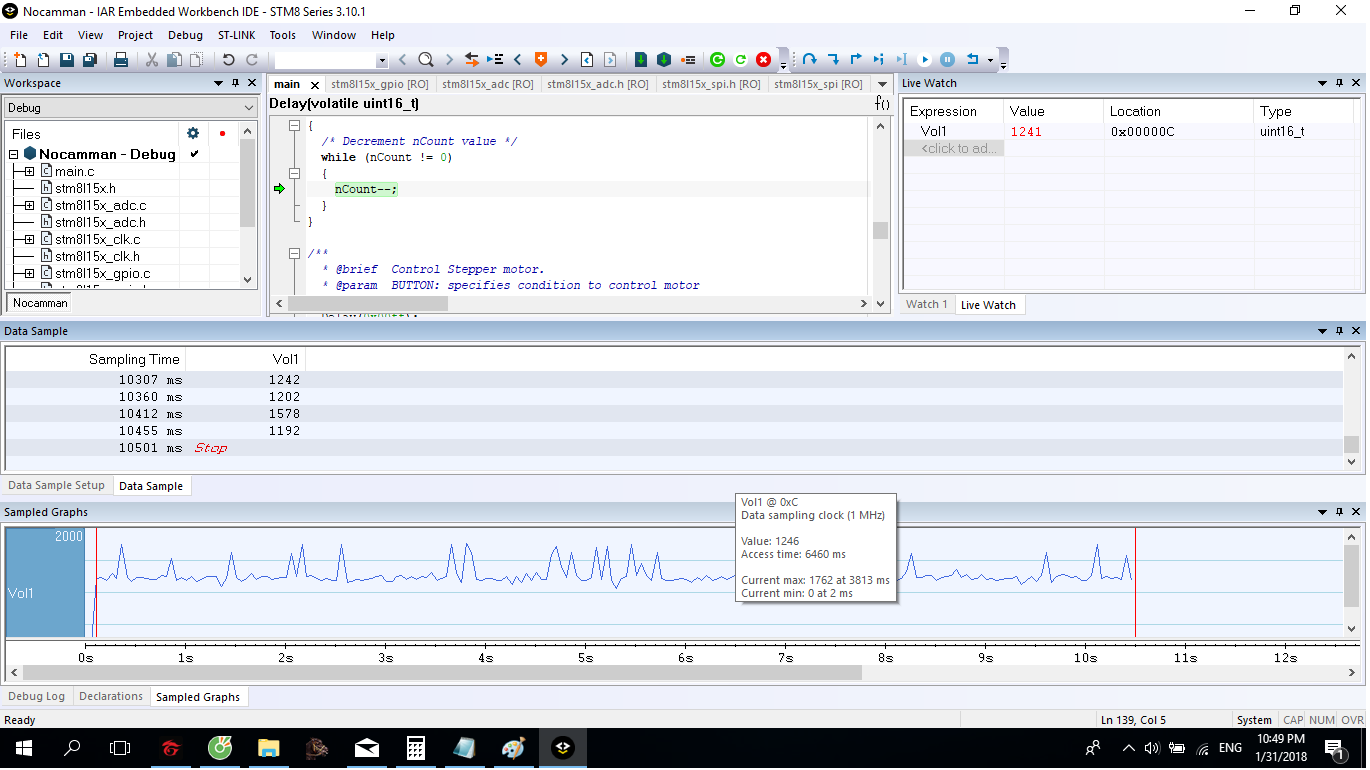 Nocamman - IAR Embedded Workbench IDE - STM8 Series 3.10.1
File Edit View Project Debug ST-LINK Tools Window Help
Workspace
Debug
Files
Nocamman - Debug
main.c
stm8l15x.h
stm8l15x_adc.c
stm8l15x_adc.h
stm8l15x_clk.c
stm8l15x_clk.h
stm8l15x_gpio.c
Nocamman
main stm8l15x_gpio [RO] stm8l15x_adc [RO] stm8l15x_adc.h [RO] stm8l15x_spi.h [RO] stm8l15x_spi [RO]
Delay(volatile uint16_t)
f()
{
/* Decrement nCount value */
while (nCount != 0)
{
nCount--;
}
}
/**
* @brief Control Stepper motor.
* @param BUTTON: specifies condition to control motor
Live Watch
Expression Value Location Type
Vol1 1241 0x00000C uint16_t
<click to ad...
Watch 1 Live Watch
Data Sample
Sampling Time Vol1
10307 ms 1242
10360 ms 1202
10412 ms 1578
10455 ms 1192
10501 ms Stop
Data Sample Setup Data Sample
Sampled Graphs
2000
Vol1
Vol1 @ 0xC
Data sampling clock (1 MHz)
Value: 1246
Access time: 6460 ms
Current max: 1762 at 3813 ms
Current min: 0 at 2 ms
0s 1s 2s 3s 4s 5s 6s 7s 8s 9s 10s 11s 12s
Debug Log Declarations Sampled Graphs
Ready Ln 139, Col 5 System CAP NUM OVR
ENG
10:49 PM
1/31/2018
1